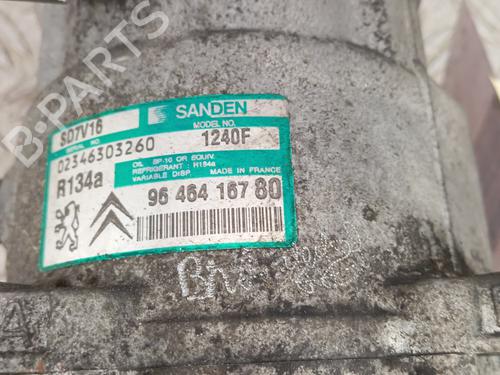 B-PARTS
SANDEN
SD7V16
MODEL NO.
SERIAL NO
1240F
02346303260
OIL SP-10 OR EQUIV.
REFRIGERANT : R134a
R134a
VARIABLE DISP. MADE IN FRANCE
96 464 167 80